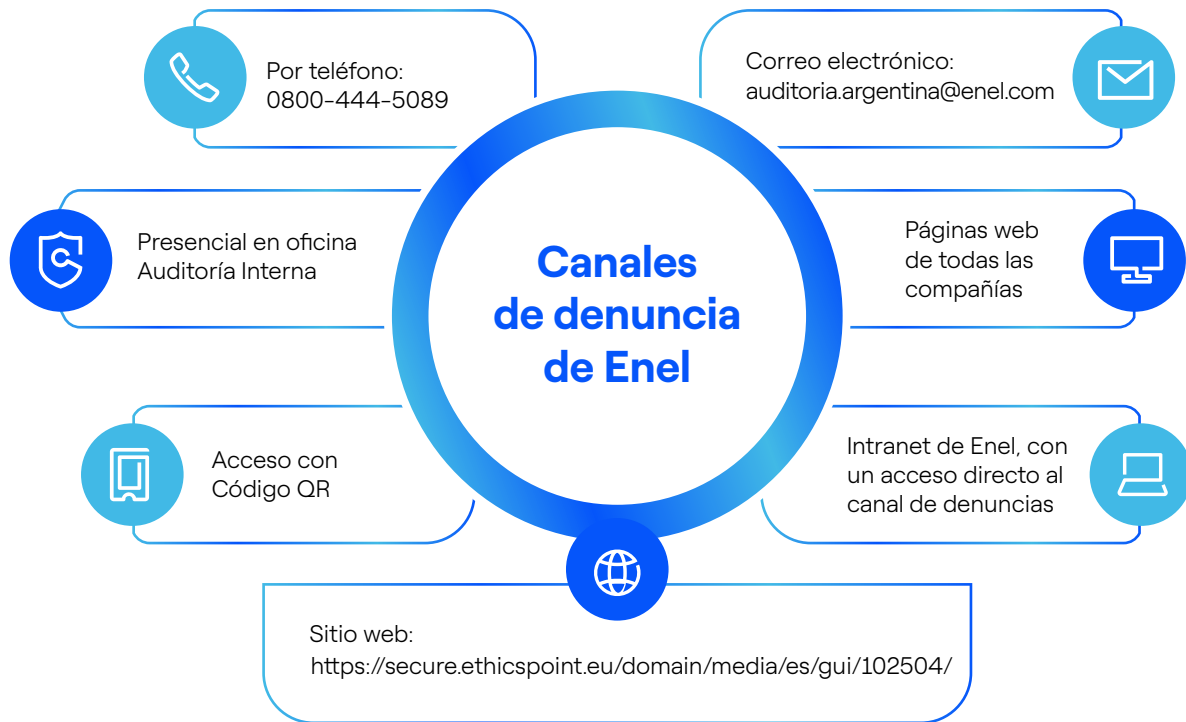 Por teléfono:
0800-444-5089
Correo electrónico:
auditoria.argentina@enel.com
Presencial en oficina
Auditoría Interna
Canales
de denuncia
de Enel
Páginas web
de todas las
compañías
Acceso con
Código QR
Intranet de Enel, con
un acceso directo al
canal de denuncias
Sitio web:
https://secure.ethicspoint.eu/domain/media/es/gui/102504/